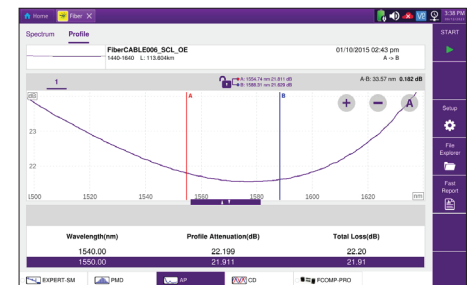 Home Fiber X VE 3:38 PM
Spectrum Profile START
FiberCABLE006_SCL_OE 01/10/2015 02:43 pm
1440-1640 L: 113.604km A -> B
1 A: 1554.74 nm 21.811 dB A-B: 33.57 nm 0.182 dB
B: 1588.31 nm 21.629 dB
dB A B + − A
Setup
23
File
Explorer
22
Fast
Report
1500 1520 1540 1560 1580 1600 1620 nm
Wavelength(nm) Profile Attenuation(dB) Total Loss(dB)
1540.00 22.199 22.20
1550.00 21.911 21.91
EXPERT-SM PMD AP CD FCOMP-PRO